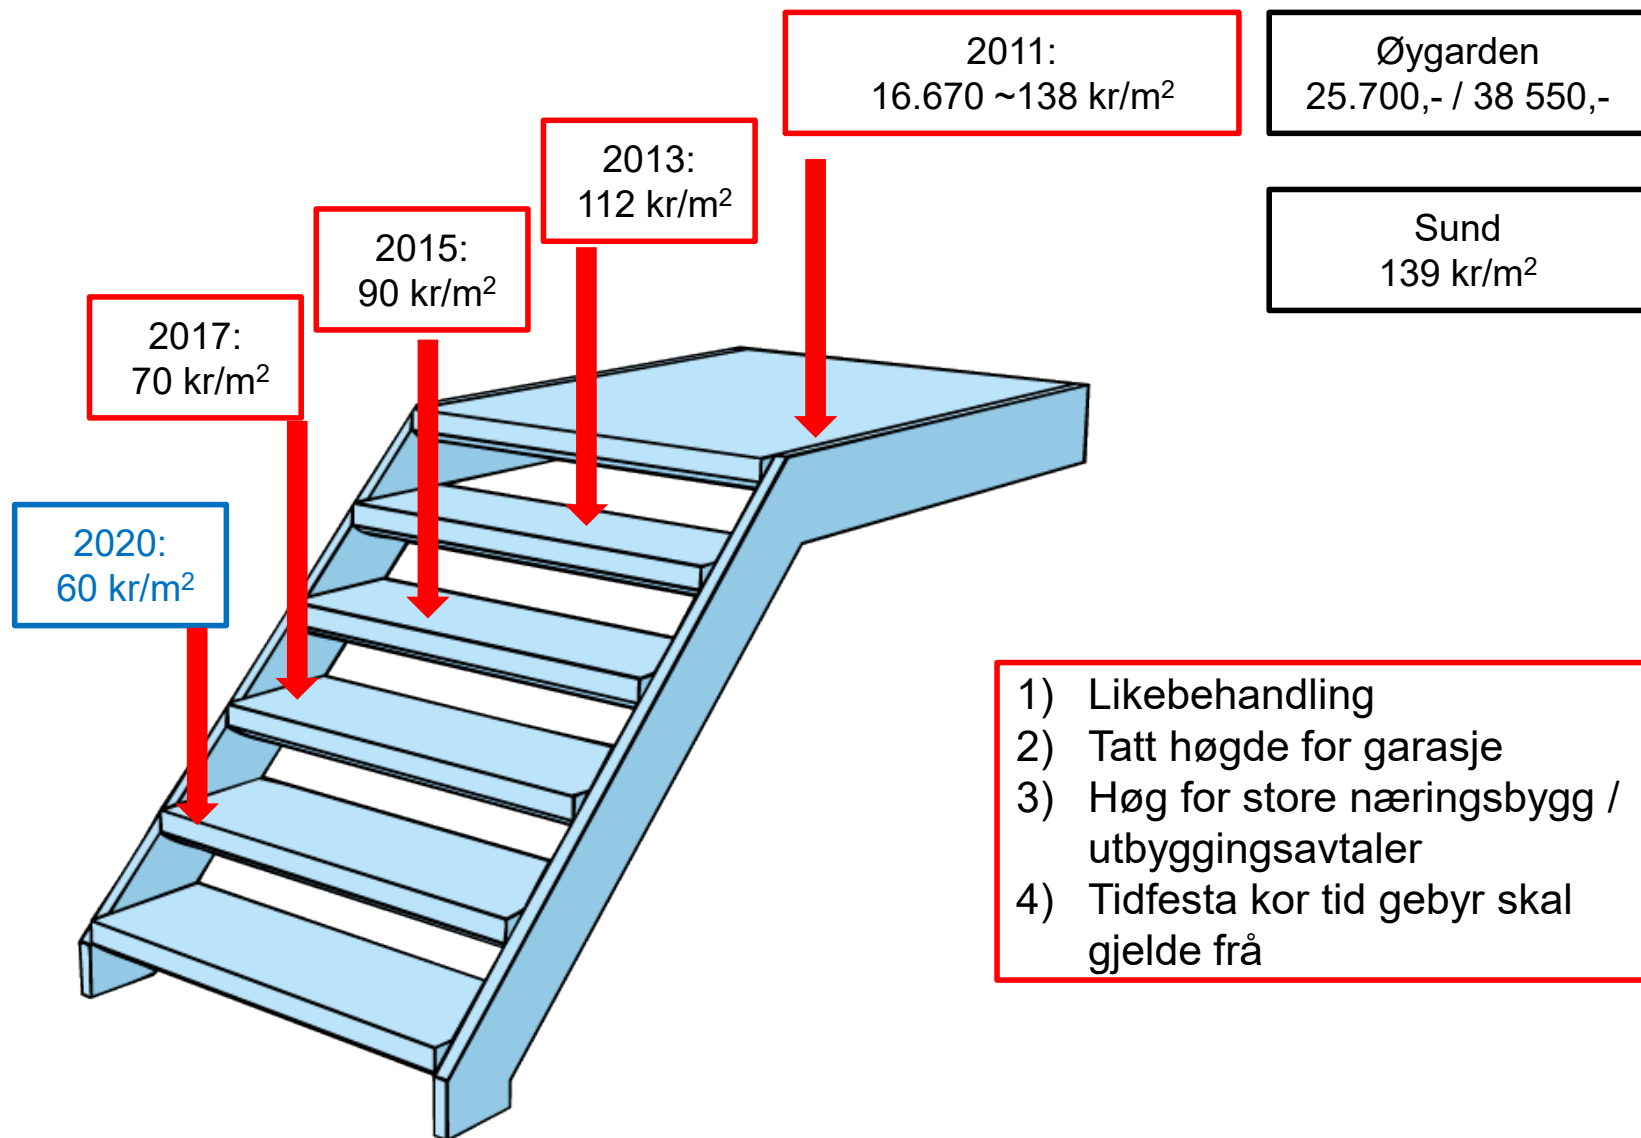 2011:
16.670 ~138 kr/m²
Øygarden
25.700,- / 38 550,-
2013:
112 kr/m²
Sund
139 kr/m²
2015:
90 kr/m²
2017:
70 kr/m²
2020:
60 kr/m²
1) Likebehandling
2) Tatt høgde for garasje
3) Høg for store næringsbygg /
utbyggingsavtaler
4) Tidfesta kor tid gebyr skal
gjelde frå